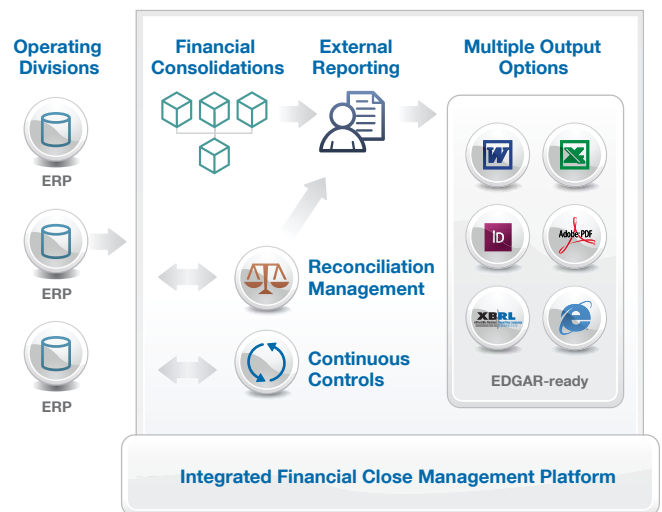 Operating
Divisions
Financial
Consolidations
External
Reporting
Multiple Output
Options
ERP
ERP
ERP
Reconciliation
Management
Continuous
Controls
W
X
ID
Adobe PDF
XBRL
e
EDGAR-ready
Integrated Financial Close Management Platform